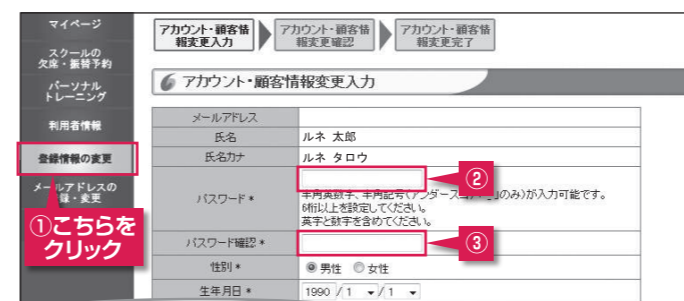 マイページ
スクールの
欠席・振替予約
パーソナル
トレーニング
利用者情報
登録情報の変更
メールアドレスの
録・変更
①こちらを
クリック
アカウント・顧客情
報変更入力
アカウント・顧客情
報変更確認
アカウント・顧客情
報変更完了
アカウント・顧客情報変更入力
メールアドレス
氏名
ルネ 太郎
氏名カナ
ルネ タロウ
パスワード *
②
半角英数字、半角記号(アンダースコ のみ)が入力可能です。
6桁以上を設定してください。
英字と数字を含めてください。
パスワード確認 *
③
性別 *
男性 女性
生年月日 *
1990 / 1 / 1